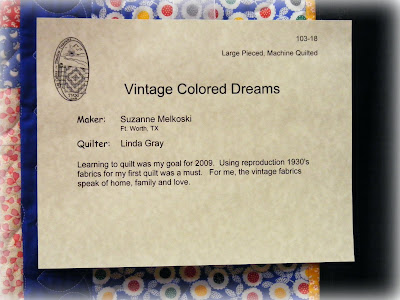 103-18
Large Pieced, Machine Quilted
Vintage Colored Dreams
Maker: Suzanne Melkoski
Ft. Worth, TX
Quilter: Linda Gray
Learning to quilt was my goal for 2009. Using reproduction 1930's
fabrics for my first quilt was a must. For me, the vintage fabrics
speak of home, family and love.